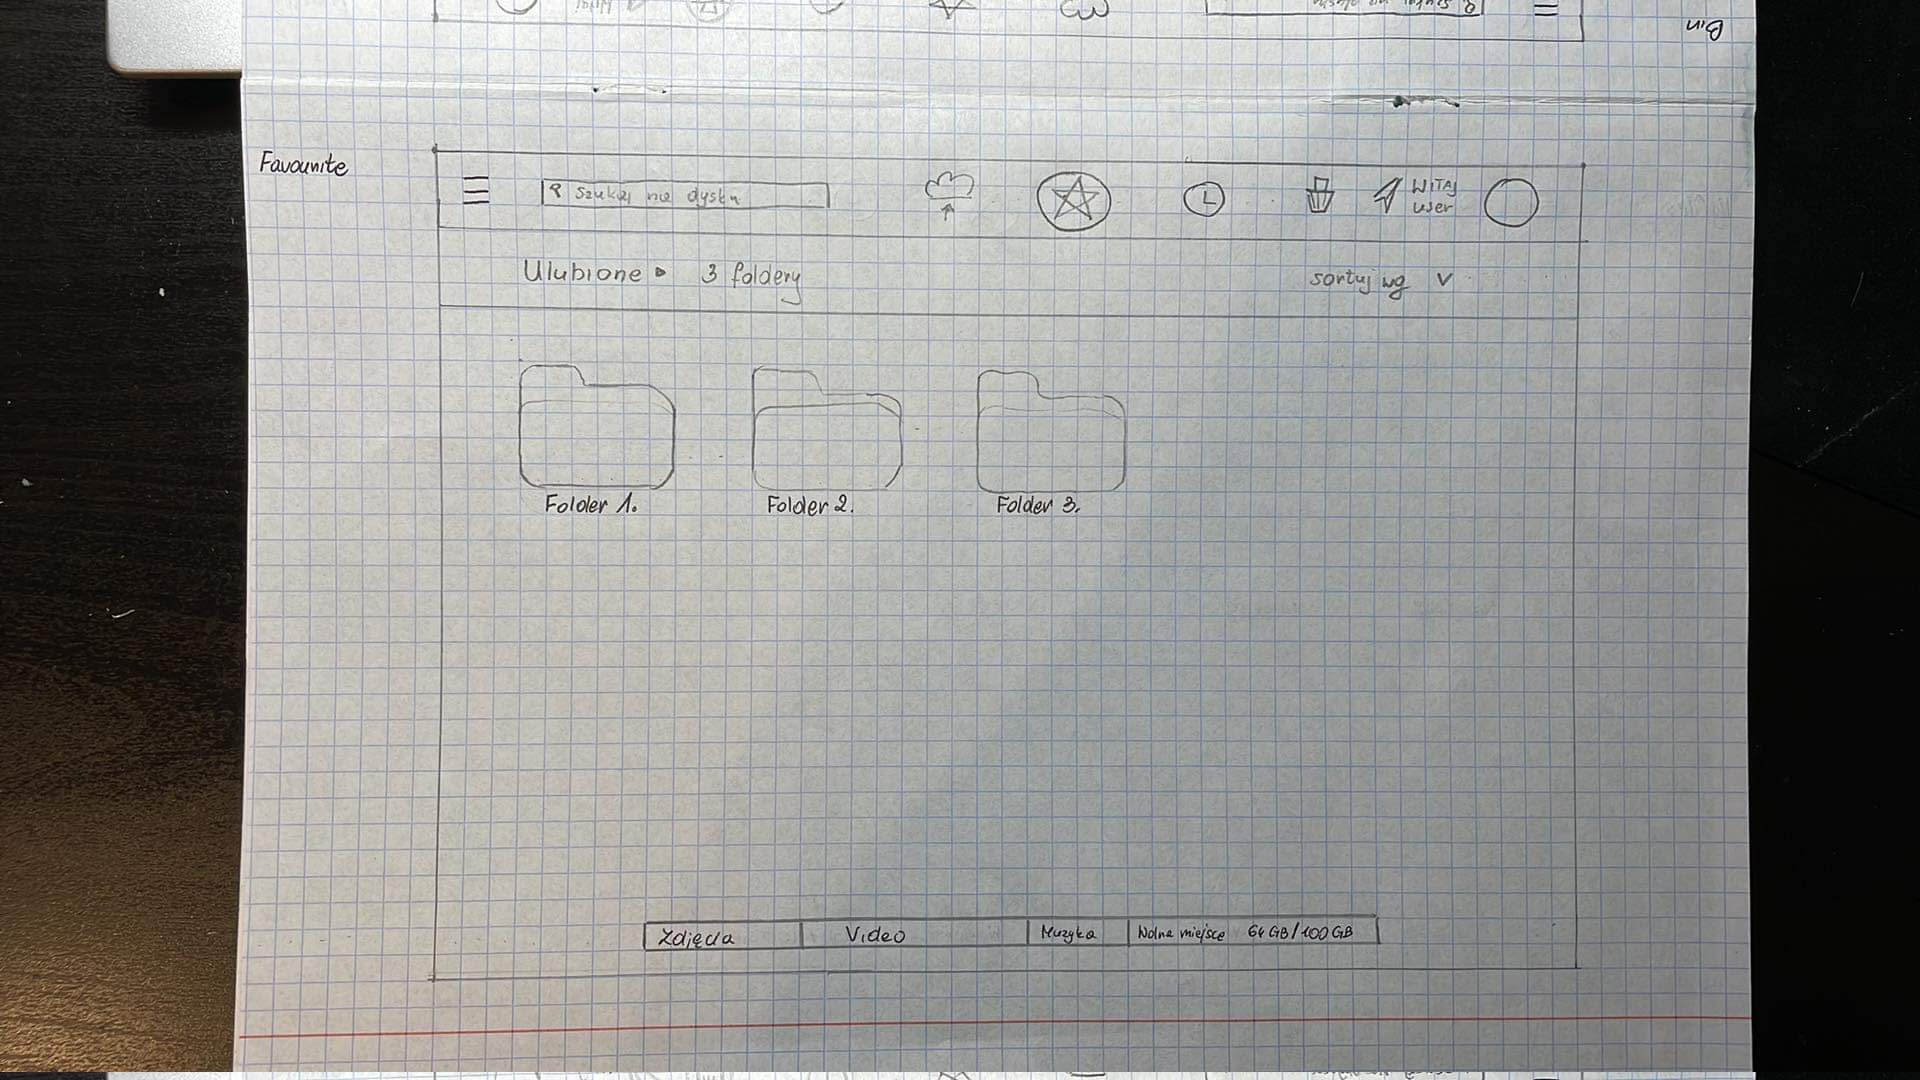 Bin
Favourite
Szukaj na dysku
WITAJ
user
Ulubione 3 foldery
sortuj wg
Folder 1.
Folder 2.
Folder 3.
Zdjęcia
Video
Muzyka
Wolne miejsce 64 GB/100 GB